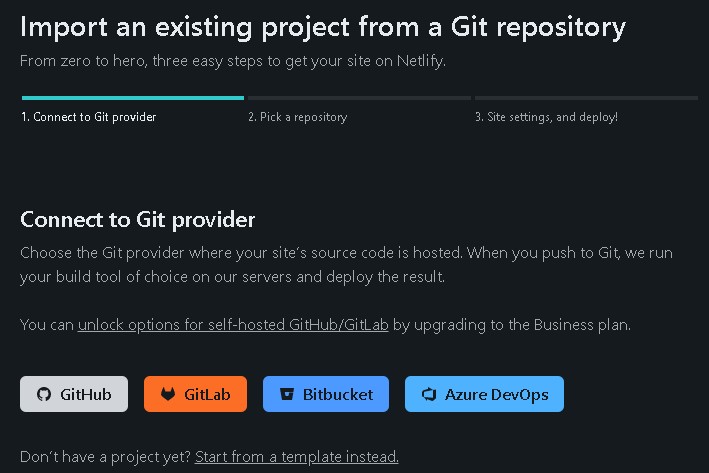 Import an existing project from a Git repository
From zero to hero, three easy steps to get your site on Netlify.
1. Connect to Git provider
2. Pick a repository
3. Site settings, and deploy!
Connect to Git provider
Choose the Git provider where your site’s source code is hosted. When you push to Git, we run
your build tool of choice on our servers and deploy the result.
You can unlock options for self-hosted GitHub/GitLab by upgrading to the Business plan.
GitHub
GitLab
Bitbucket
Azure DevOps
Don’t have a project yet? Start from a template instead.